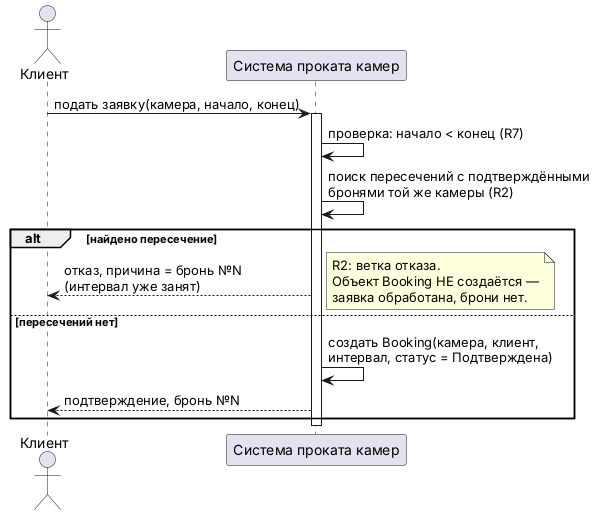 Клиент
Система проката камер
подать заявку(камера, начало, конец)
проверка: начало < конец (R7)
поиск пересечений с подтверждёнными
бронями той же камеры (R2)
alt
[найдено пересечение]
отказ, причина = бронь №N
(интервал уже занят)
R2: ветка отказа.
Объект Booking НЕ создаётся —
заявка обработана, брони нет.
[пересечений нет]
создать Booking(камера, клиент,
интервал, статус = Подтверждена)
подтверждение, бронь №N
Клиент
Система проката камер